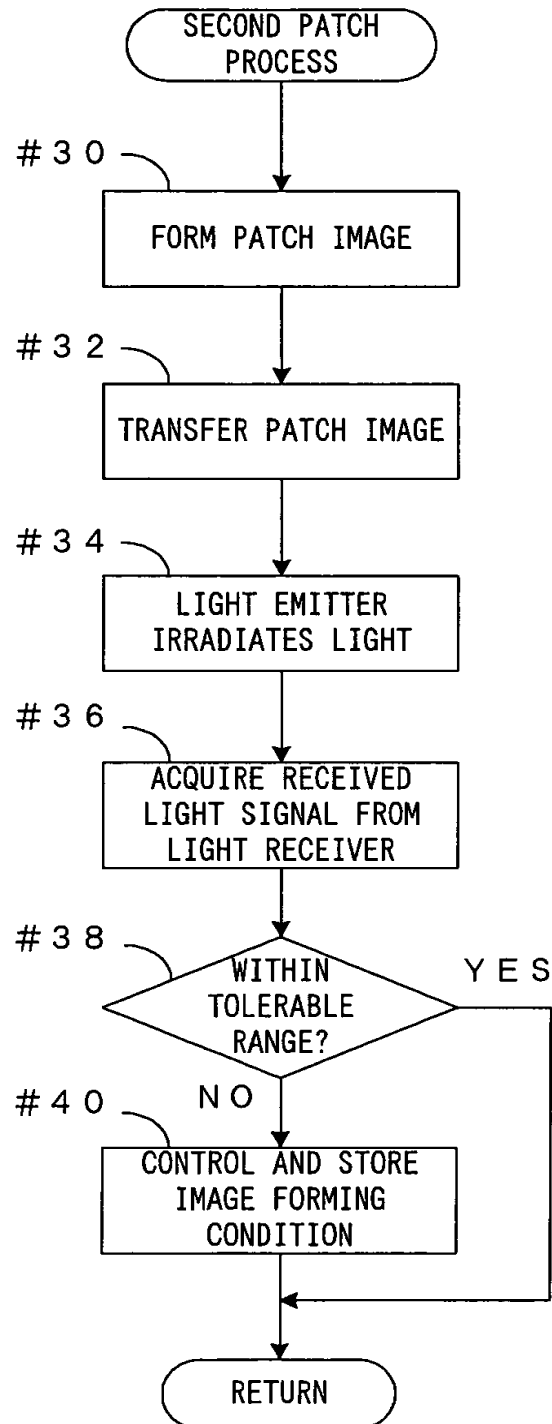 SECOND PATCH
PROCESS
#30
FORM PATCH IMAGE
#32
TRANSFER PATCH IMAGE
#34
LIGHT EMITTER
IRRADIATES LIGHT
#36
ACQUIRE RECEIVED
LIGHT SIGNAL FROM
LIGHT RECEIVER
#38
WITHIN
TOLERABLE
RANGE?
YES
NO
#40
CONTROL AND STORE
IMAGE FORMING
CONDITION
RETURN